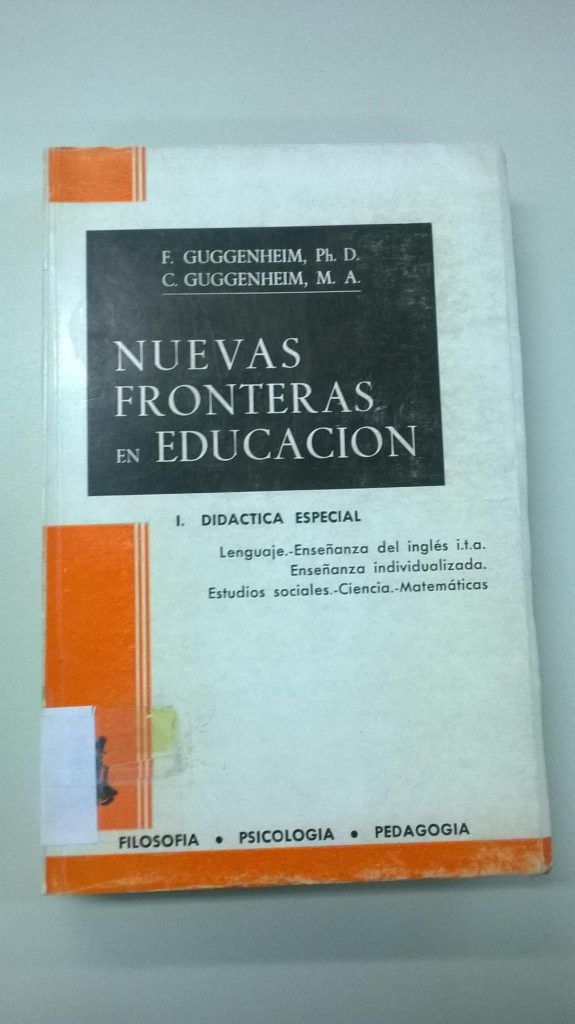 F. GUGGENHEIM, Ph. D.
C. GUGGENHEIM, M. A.
NUEVAS
FRONTERAS
EN EDUCACION
I. DIDACTICA ESPECIAL
Lenguaje.-Enseñanza del inglés i.t.a.
Enseñanza individualizada.
Estudios sociales.-Ciencia.-Matemáticas
FILOSOFIA • PSICOLOGIA • PEDAGOGIA